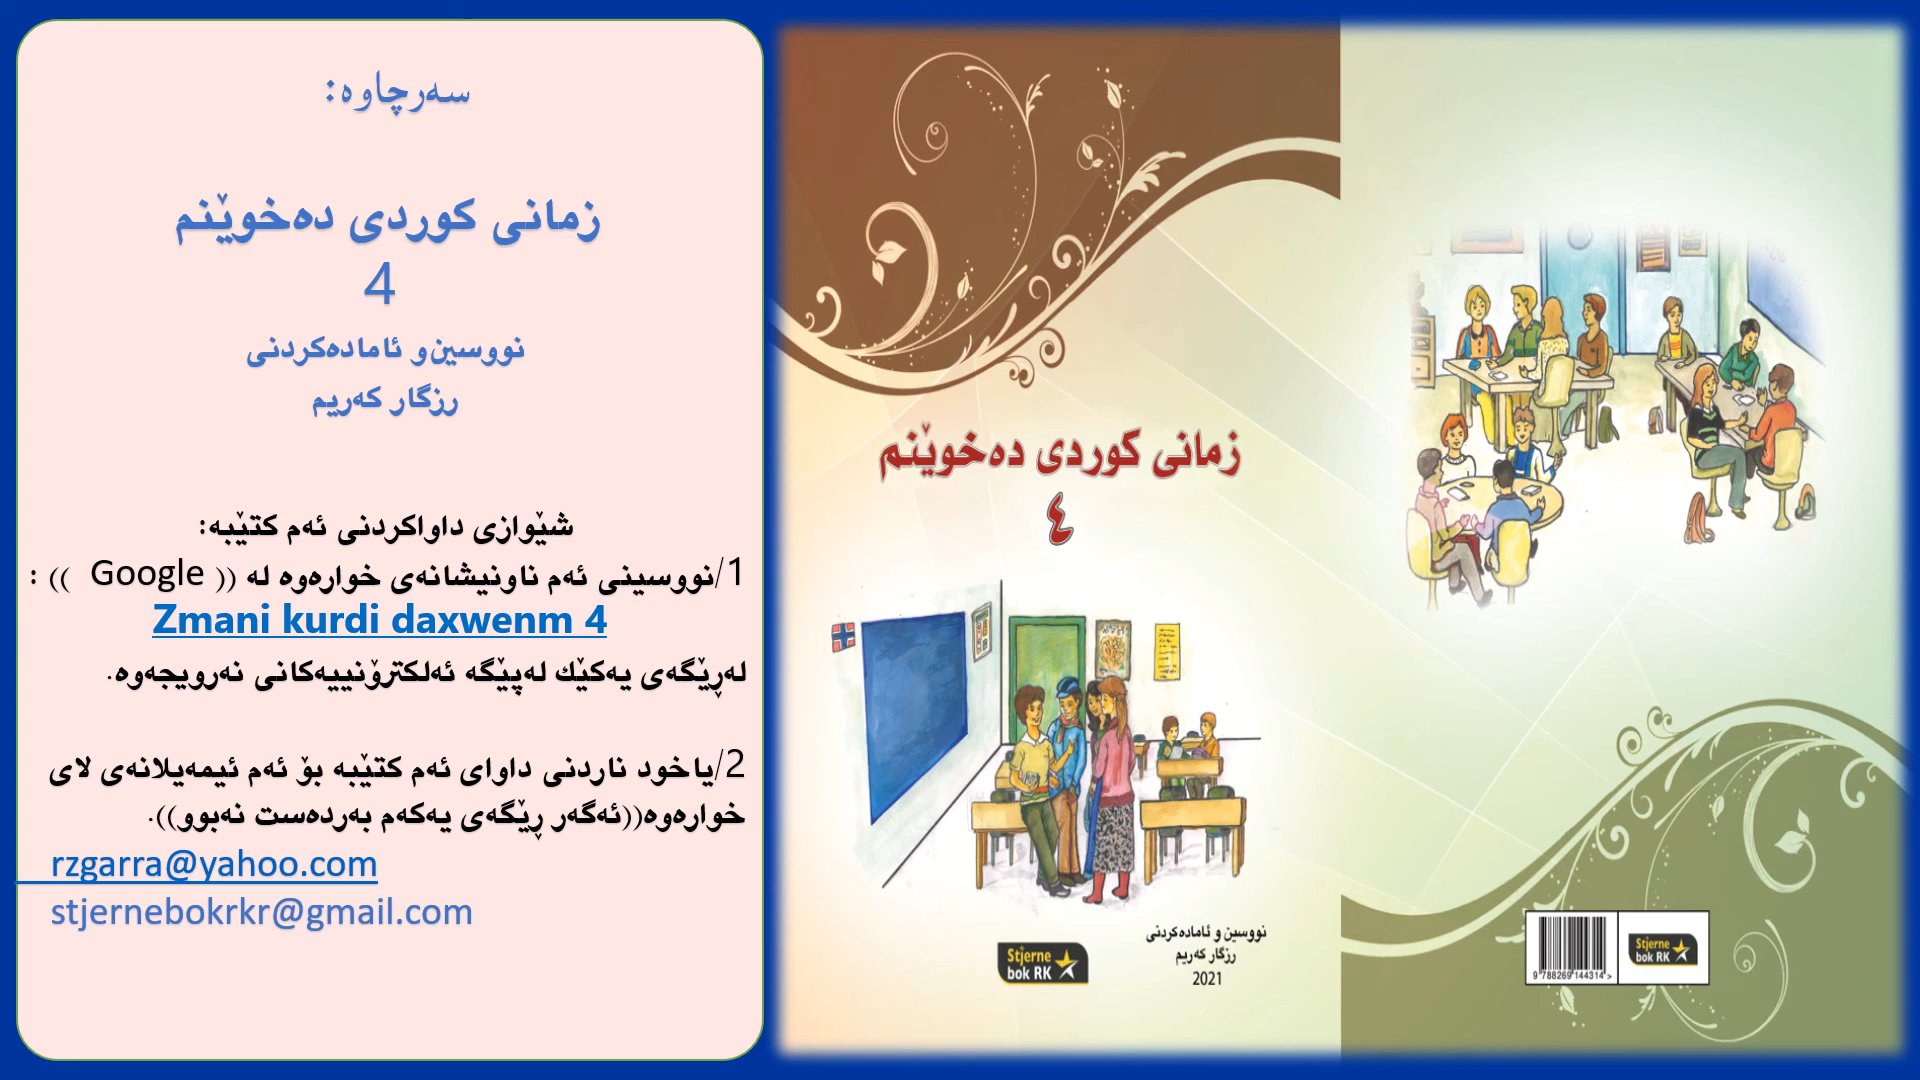 سەرچاوە:
زمانی کوردی دەخوێنم
4
نووسین‌و ئامادەکردنی
رزگار کەریم
شێوازی داواکردنی ئەم کتێبە:
1/نووسینی ئەم ناونیشانەی خوارەوە لە (( Google )) :
Zmani kurdi daxwenm 4
لەڕێگەی یەکێك لەپێگە ئەلکترۆنییەکانی نەرویجەوە.
2/یاخود ناردنی داوای ئەم کتێبە بۆ ئەم ئیمەیلانەی لای
خوارەوە((ئەگەر ڕێگەی یەکەم بەردەست نەبوو)).
rzgarra@yahoo.com
stjernebokrkr@gmail.com
زمانی کوردی دەخوێنم
٤
نووسین و ئامادەکردنی
رزگار کەریم
2021
Stjerne
bok RK
Stjerne
bok RK
9 788269 144314 >